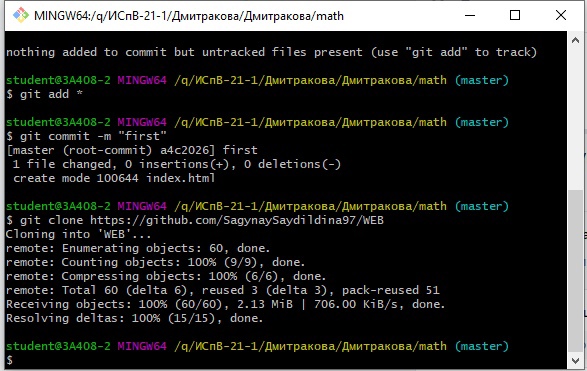 MINGW64:/q/ИСпВ-21-1/Дмитракова/Дмитракова/math
nothing added to commit but untracked files present (use "git add" to track)
student@3A408-2 MINGW64 /q/ИСпВ-21-1/Дмитракова/Дмитракова/math (master)
$ git add *
student@3A408-2 MINGW64 /q/ИСпВ-21-1/Дмитракова/Дмитракова/math (master)
$ git commit -m "first"
[master (root-commit) a4c2026] first
1 file changed, 0 insertions(+), 0 deletions(-)
create mode 100644 index.html
student@3A408-2 MINGW64 /q/ИСпВ-21-1/Дмитракова/Дмитракова/math (master)
$ git clone https://github.com/SagynaySaydildina97/WEB
Cloning into 'WEB'...
remote: Enumerating objects: 60, done.
remote: Counting objects: 100% (9/9), done.
remote: Compressing objects: 100% (6/6), done.
remote: Total 60 (delta 6), reused 3 (delta 3), pack-reused 51
Receiving objects: 100% (60/60), 2.13 MiB | 706.00 KiB/s, done.
Resolving deltas: 100% (15/15), done.
student@3A408-2 MINGW64 /q/ИСпВ-21-1/Дмитракова/Дмитракова/math (master)
$